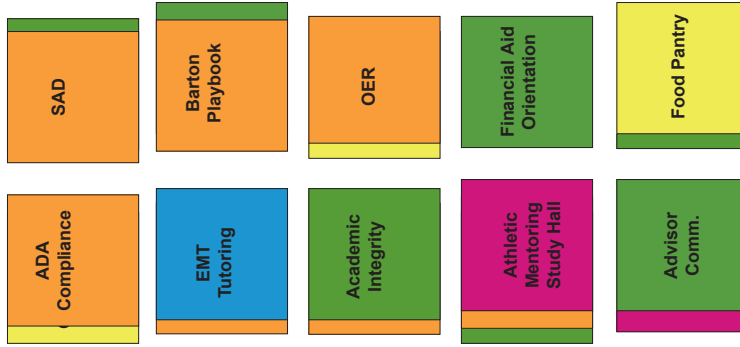 SAD
Barton
Playbook
OER
Financial Aid
Orientation
Food Pantry
ADA
Compliance
EMT
Tutoring
Academic
Integrity
Athletic
Mentoring
Study Hall
Advisor
Comm.